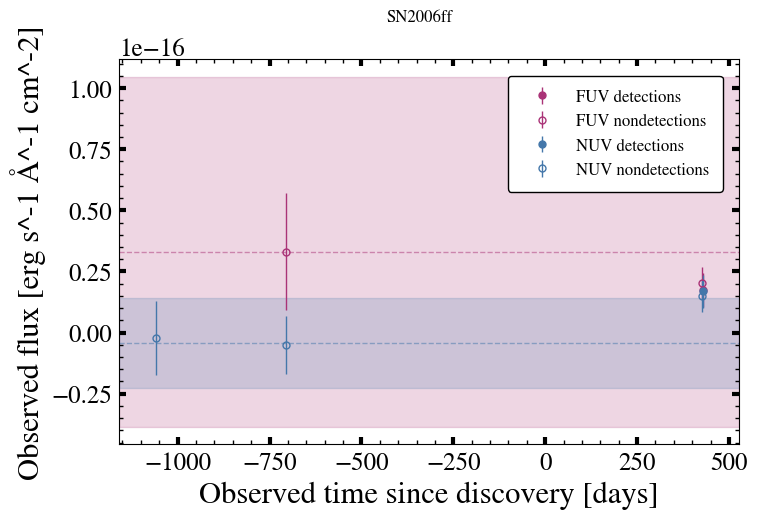 SN2006ff
1e−16
1.00
0.75
0.50
0.25
0.00
−0.25
Observed flux [erg s^-1 Å^-1 cm^-2]
FUV detections
FUV nondetections
NUV detections
NUV nondetections
−1000 −750 −500 −250 0 250 500
Observed time since discovery [days]